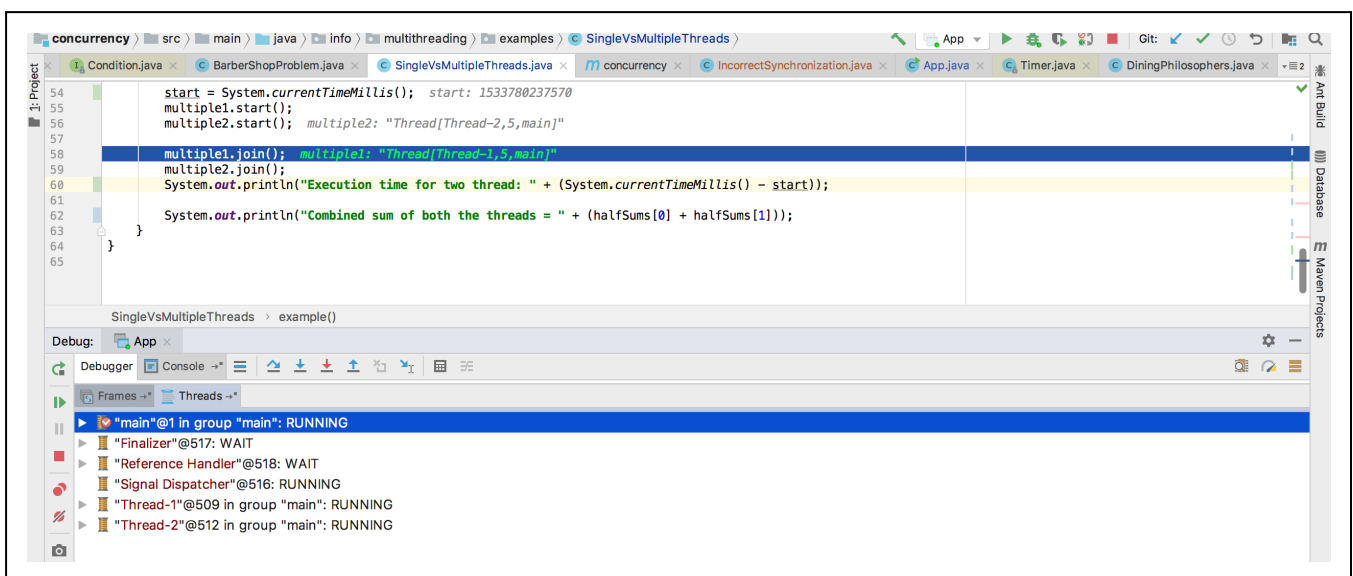 concurrency › src › main › java › info › multithreading › examples › SingleVsMultipleThreads ›
App
Git:
Condition.java
BarberShopProblem.java
SingleVsMultipleThreads.java
m concurrency
IncorrectSynchronization.java
App.java
Timer.java
DiningPhilosophers.java
2
1: Project
54 start = System.currentTimeMillis(); start: 1533780237570
55 multiple1.start();
56 multiple2.start(); multiple2: "Thread[Thread-2,5,main]"
57
58 multiple1.join(); multiple1: "Thread[Thread-1,5,main]"
59 multiple2.join();
60 System.out.println("Execution time for two thread: " + (System.currentTimeMillis() - start));
61
62 System.out.println("Combined sum of both the threads = " + (halfSums[0] + halfSums[1]));
63 }
64 }
65
Ant Build
Database
m Maven Projects
SingleVsMultipleThreads › example()
Debug: App
Debugger Console
Frames Threads
"main"@1 in group "main": RUNNING
"Finalizer"@517: WAIT
"Reference Handler"@518: WAIT
"Signal Dispatcher"@516: RUNNING
"Thread-1"@509 in group "main": RUNNING
"Thread-2"@512 in group "main": RUNNING